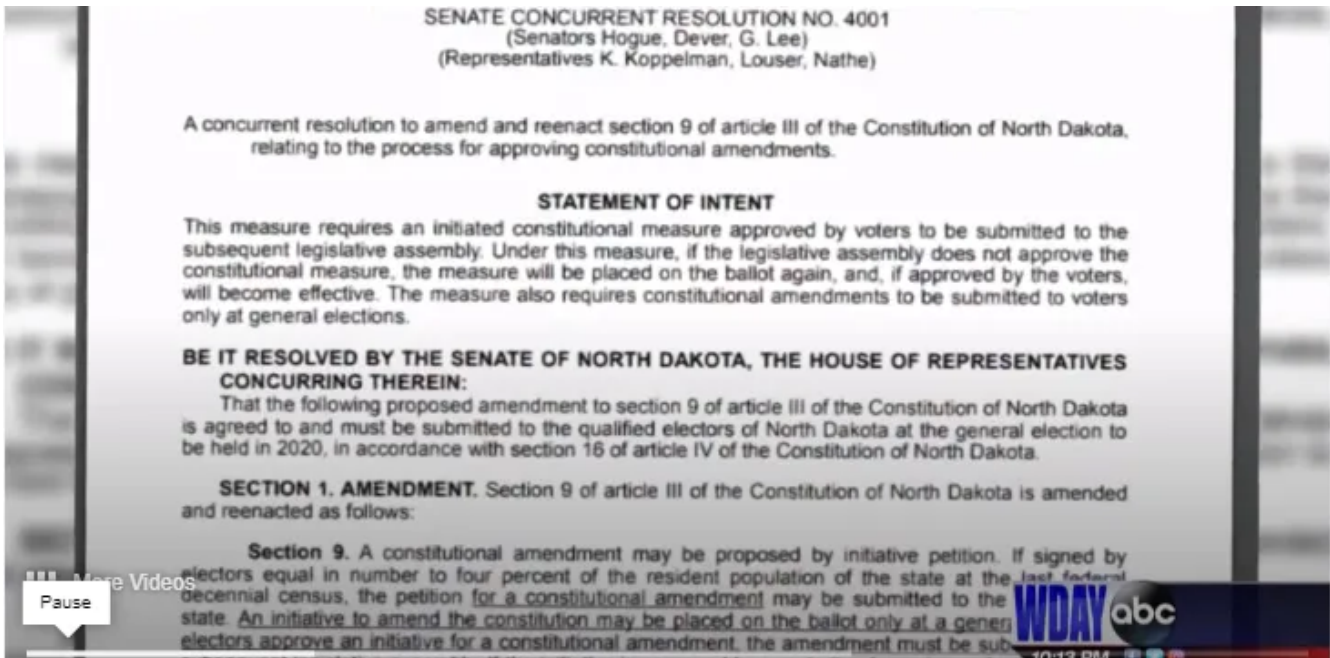 SENATE CONCURRENT RESOLUTION NO. 4001
(Senators Hogue, Dever, G. Lee)
(Representatives K. Koppelman, Louser, Nathe)
A concurrent resolution to amend and reenact section 9 of article III of the Constitution of North Dakota,
relating to the process for approving constitutional amendments.
STATEMENT OF INTENT
This measure requires an initiated constitutional measure approved by voters to be submitted to the
subsequent legislative assembly. Under this measure, if the legislative assembly does not approve the
constitutional measure, the measure will be placed on the ballot again, and, if approved by the voters,
will become effective. The measure also requires constitutional amendments to be submitted to voters
only at general elections.
BE IT RESOLVED BY THE SENATE OF NORTH DAKOTA, THE HOUSE OF REPRESENTATIVES
CONCURRING THEREIN:
That the following proposed amendment to section 9 of article III of the Constitution of North Dakota
is agreed to and must be submitted to the qualified electors of North Dakota at the general election to
be held in 2020, in accordance with section 16 of article IV of the Constitution of North Dakota.
SECTION 1. AMENDMENT. Section 9 of article III of the Constitution of North Dakota is amended
and reenacted as follows:
Section 9. A constitutional amendment may be proposed by initiative petition. If signed by
electors equal in number to four percent of the resident population of the state at the last federal
decennial census, the petition for a constitutional amendment may be submitted to the
state. An initiative to amend the constitution may be placed on the ballot only at a
electors approve an initiative for a constitutional amendment, the amendment must be
More Videos
Pause
WDAY abc
10:13 PM